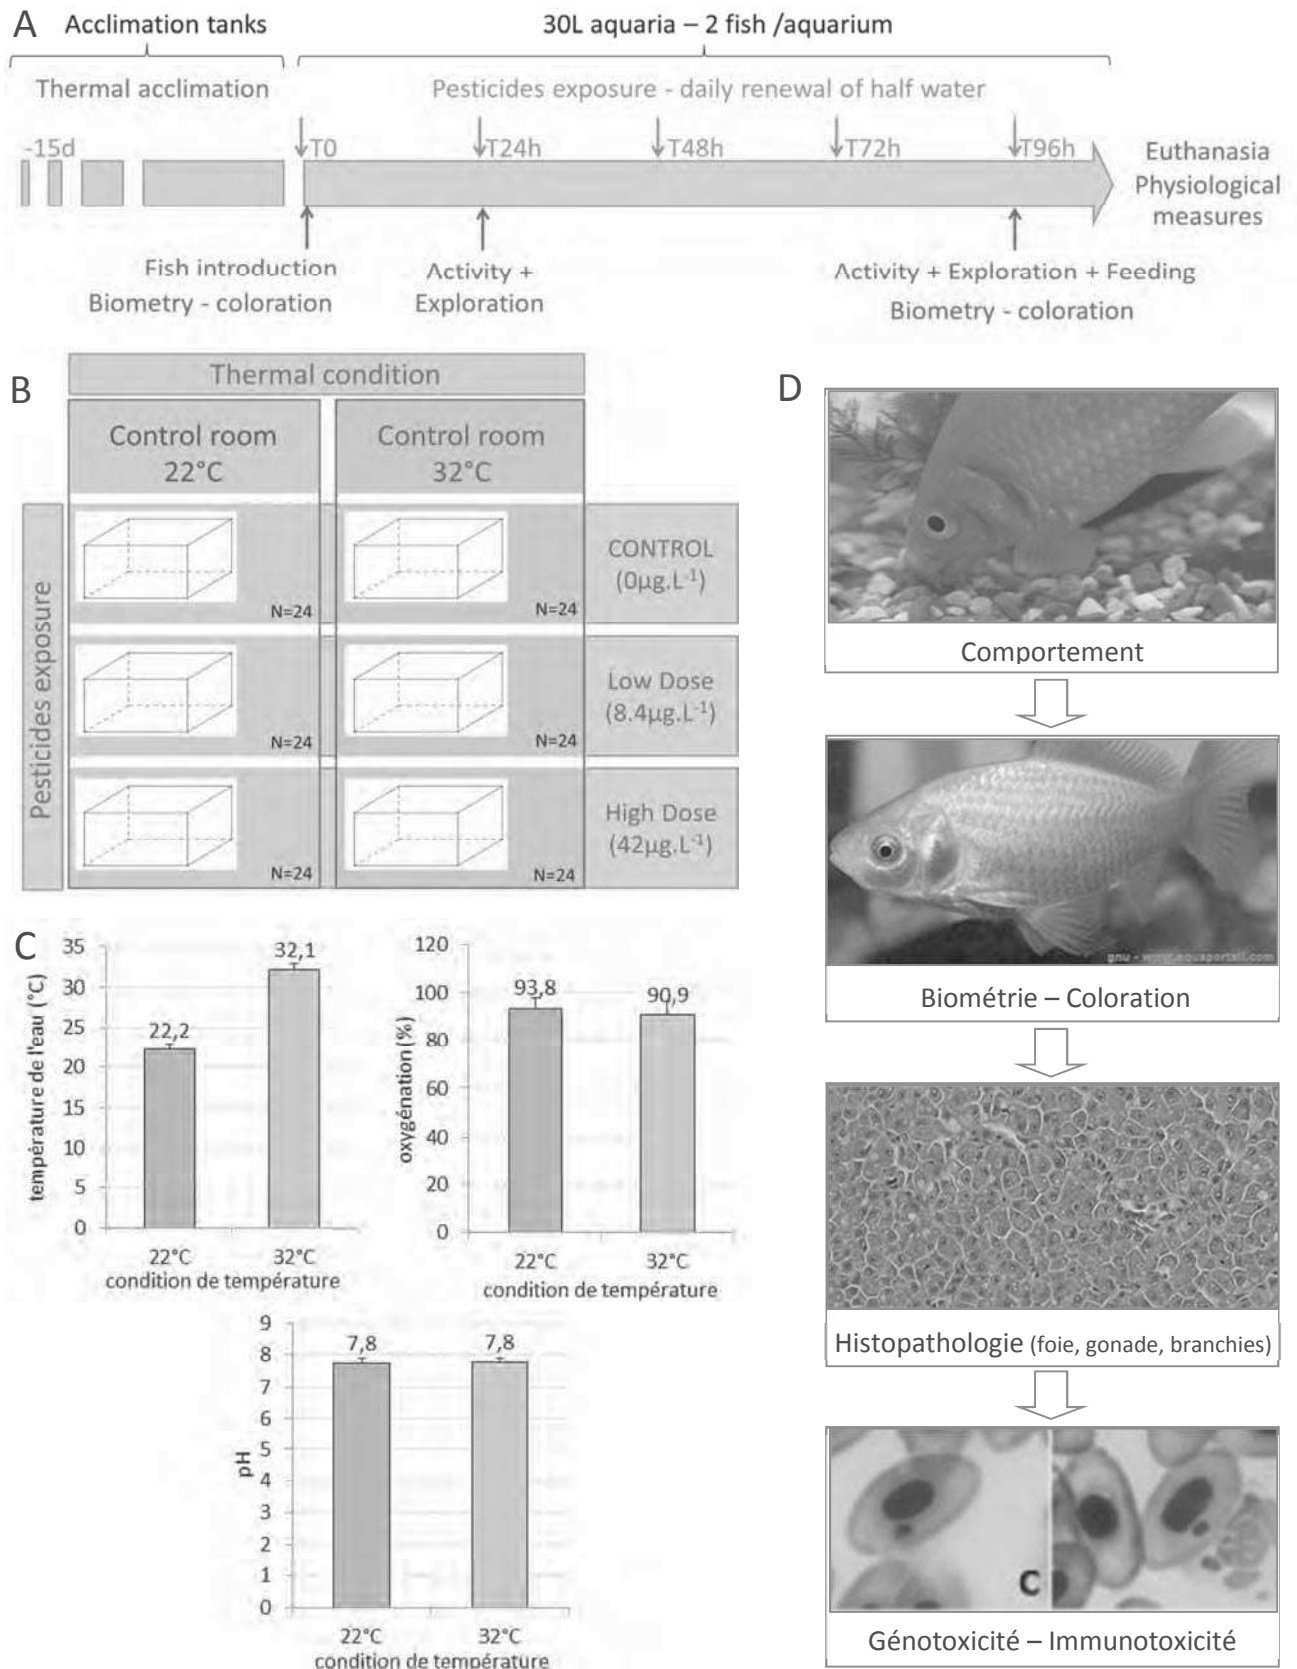 A
Acclimation tanks
30L aquaria – 2 fish /aquarium
Thermal acclimation
Pesticides exposure - daily renewal of half water
-15d
T0
T24h
T48h
T72h
T96h
Euthanasia
Physiological
measures
Fish introduction
Biometry - coloration
Activity +
Exploration
Activity + Exploration + Feeding
Biometry - coloration
B
Thermal condition
Control room
22°C
Control room
32°C
Pesticides exposure
N=24
N=24
CONTROL
(0µg.L-1)
N=24
N=24
Low Dose
(8.4µg.L-1)
N=24
N=24
High Dose
(42µg.L-1)
C
température de l'eau (°C)
35
30
25
20
15
10
5
0
22,2
32,1
22°C
32°C
condition de température
oxygénation (%)
120
100
80
60
40
20
0
93,8
90,9
22°C
32°C
condition de température
pH
9
8
7
6
5
4
3
2
1
0
7,8
7,8
22°C
32°C
condition de température
D
Comportement
gnu - www.aquaportail.com
Biométrie – Coloration
Histopathologie (foie, gonade, branchies)
C
Génotoxicité – Immunotoxicité